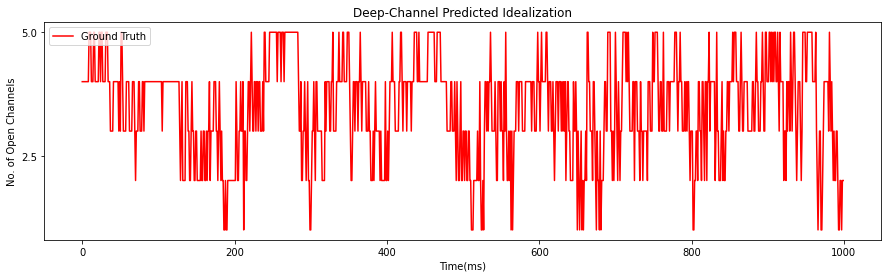 Deep-Channel Predicted Idealization
Ground Truth
5.0
2.5
No. of Open Channels
0
200
400
600
800
1000
Time(ms)